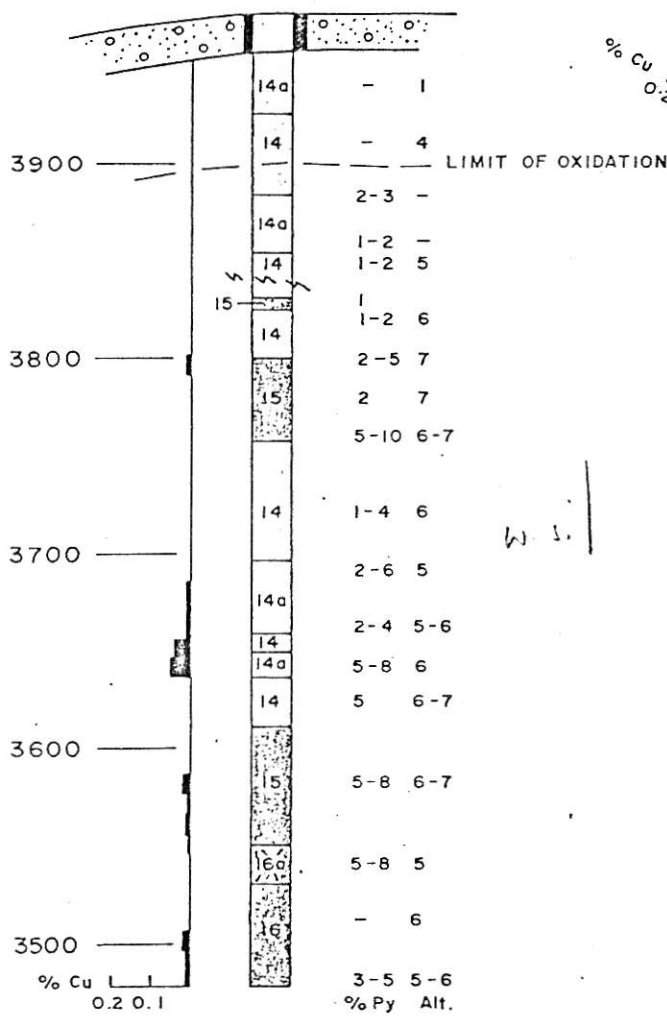 % Cu
14a - 1
14 - 4
3900 LIMIT OF OXIDATION
2-3 -
14a
1-2 -
14 1-2 5
15 1
1-2 6
14
3800 2-5 7
15 2 7
5-10 6-7
14 1-4 6
3700
2-6 5
14a
2-4 5-6
14
14a 5-8 6
14 5 6-7
3600
15 5-8 6-7
16a 5-8 5
16 - 6
3500
% Cu 3-5 5-6
0.2 0.1 % Py Alt.